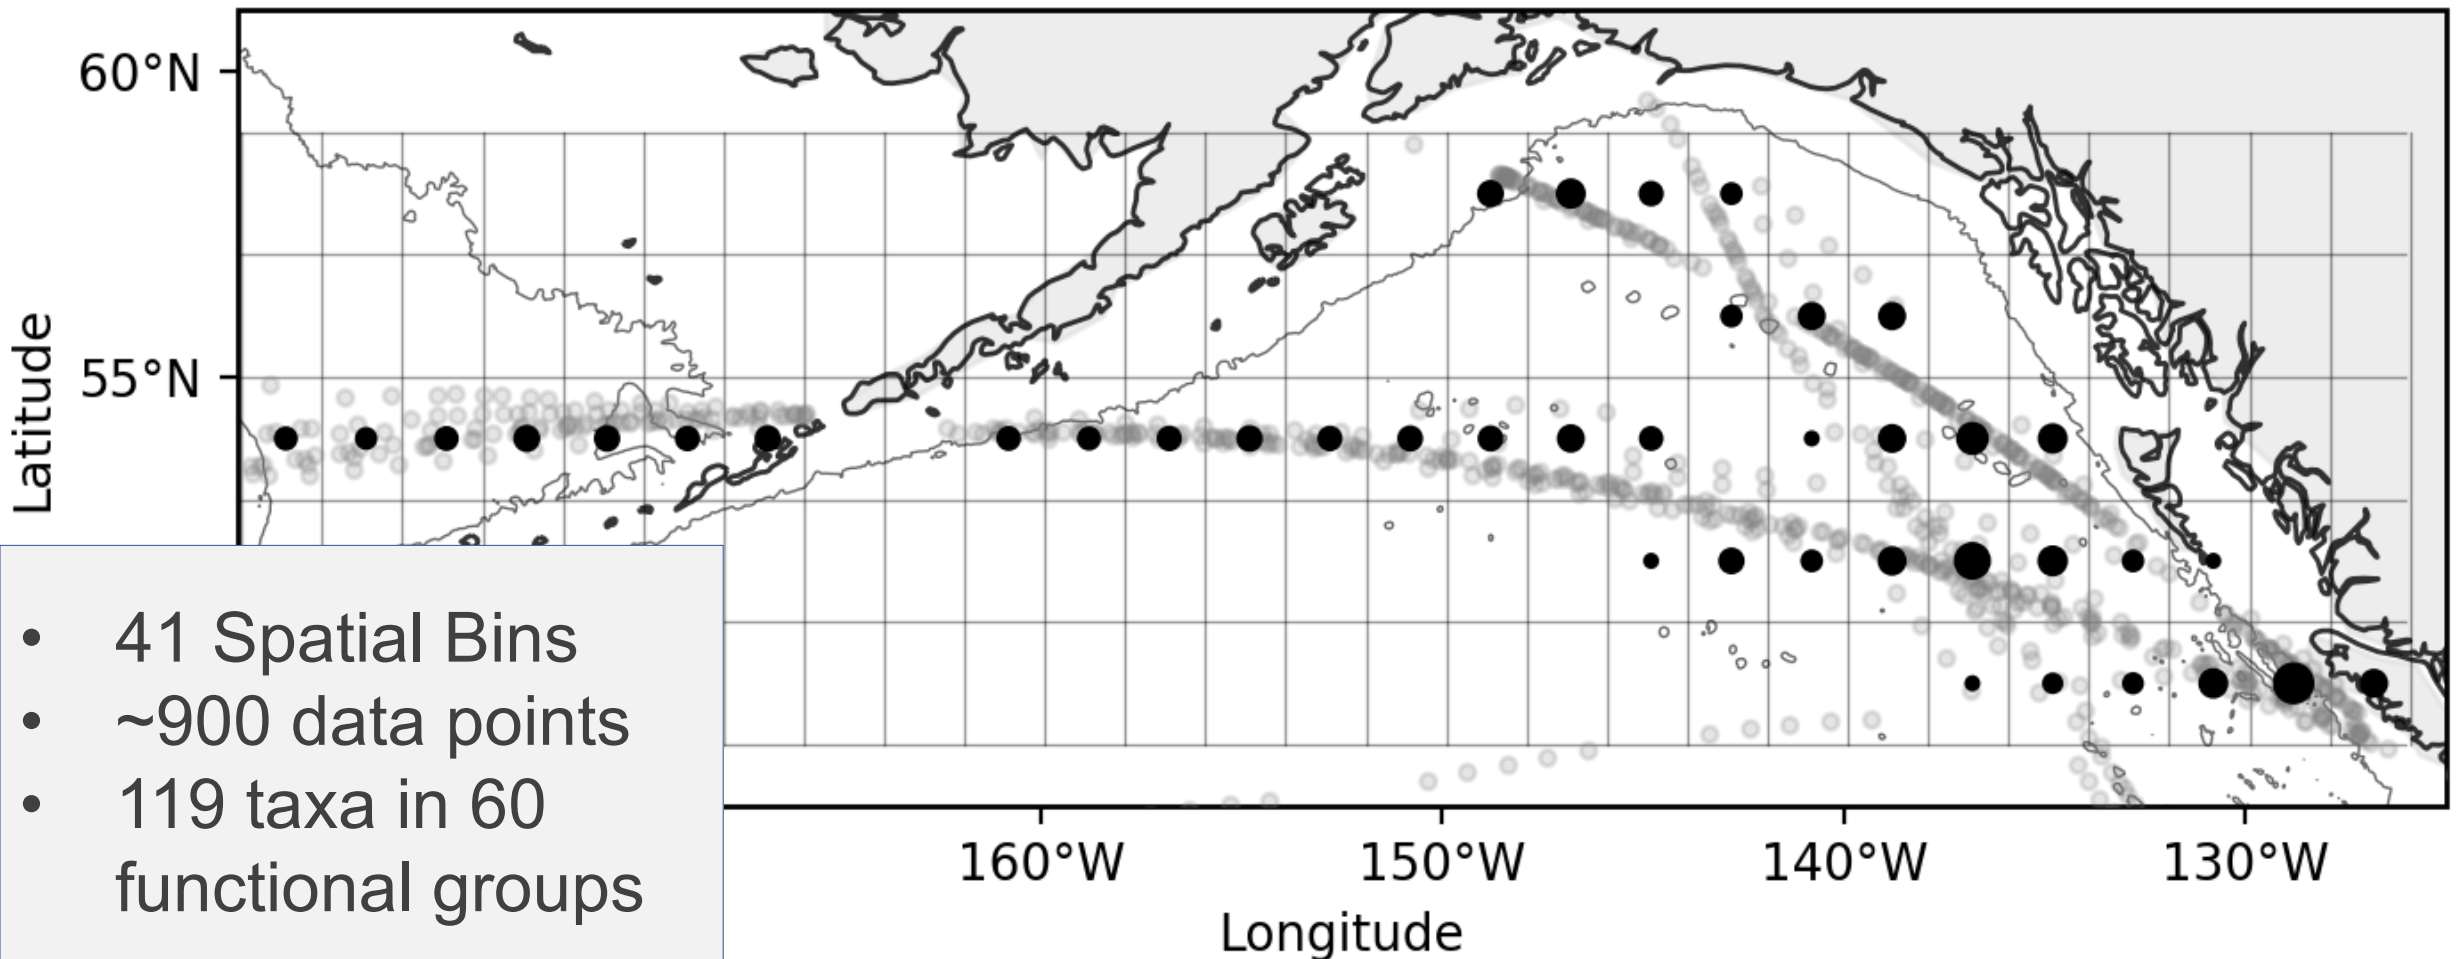 60°N
55°N
Latitude
• 41 Spatial Bins
• ~900 data points
• 119 taxa in 60
functional groups
160°W
150°W
140°W
130°W
Longitude